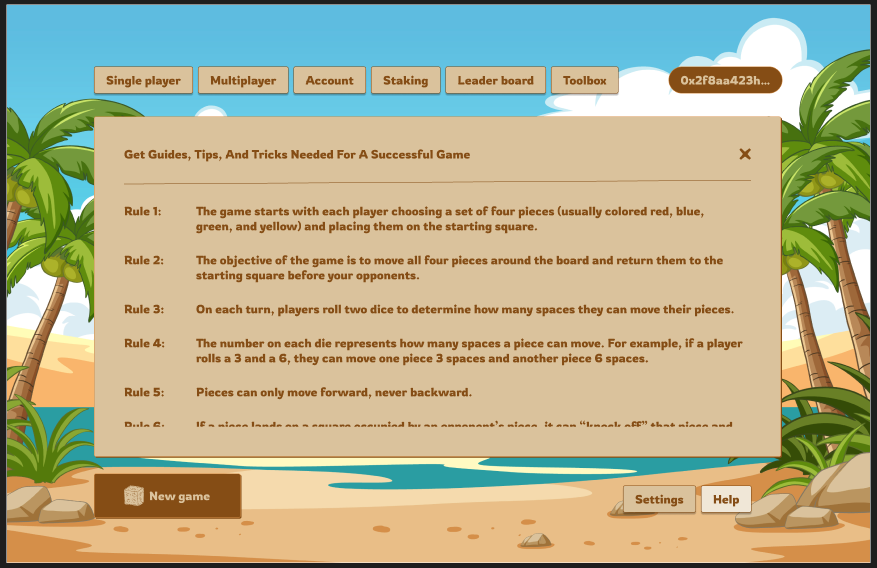 Single player Multiplayer Account Staking Leader board Toolbox 0x2f8aa423h...
Get Guides, Tips, And Tricks Needed For A Successful Game
Rule 1: The game starts with each player choosing a set of four pieces (usually colored red, blue,
green, and yellow) and placing them on the starting square.
Rule 2: The objective of the game is to move all four pieces around the board and return them to the
starting square before your opponents.
Rule 3: On each turn, players roll two dice to determine how many spaces they can move their pieces.
Rule 4: The number on each die represents how many spaces a piece can move. For example, if a player
rolls a 3 and a 6, they can move one piece 3 spaces and another piece 6 spaces.
Rule 5: Pieces can only move forward, never backward.
Rule 6: If a piece lands on a square occupied by an opponent's piece, it can “knock off” that piece and
New game Settings Help